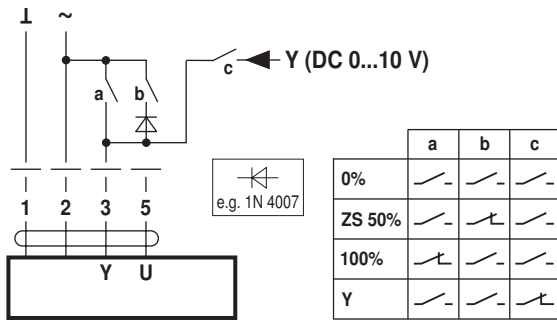 ⊥ ~
c Y (DC 0...10 V)
a b
1 2 3 5
Y U
e.g. 1N 4007
a b c
0%
ZS 50%
100%
Y